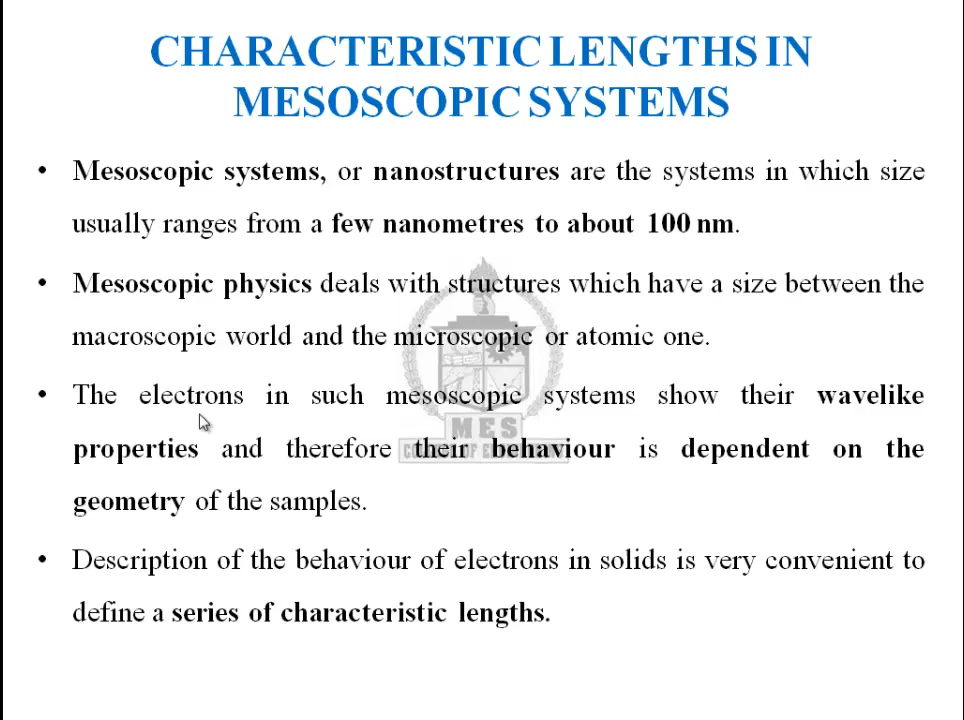 CHARACTERISTIC LENGTHS IN
MESOSCOPIC SYSTEMS
• Mesoscopic systems, or nanostructures are the systems in which size
usually ranges from a few nanometres to about 100 nm.
• Mesoscopic physics deals with structures which have a size between the
macroscopic world and the microscopic or atomic one.
• The electrons in such mesoscopic systems show their wavelike
MES
properties and therefore their behaviour is dependent on the
geometry of the samples.
• Description of the behaviour of electrons in solids is very convenient to
define a series of characteristic lengths.